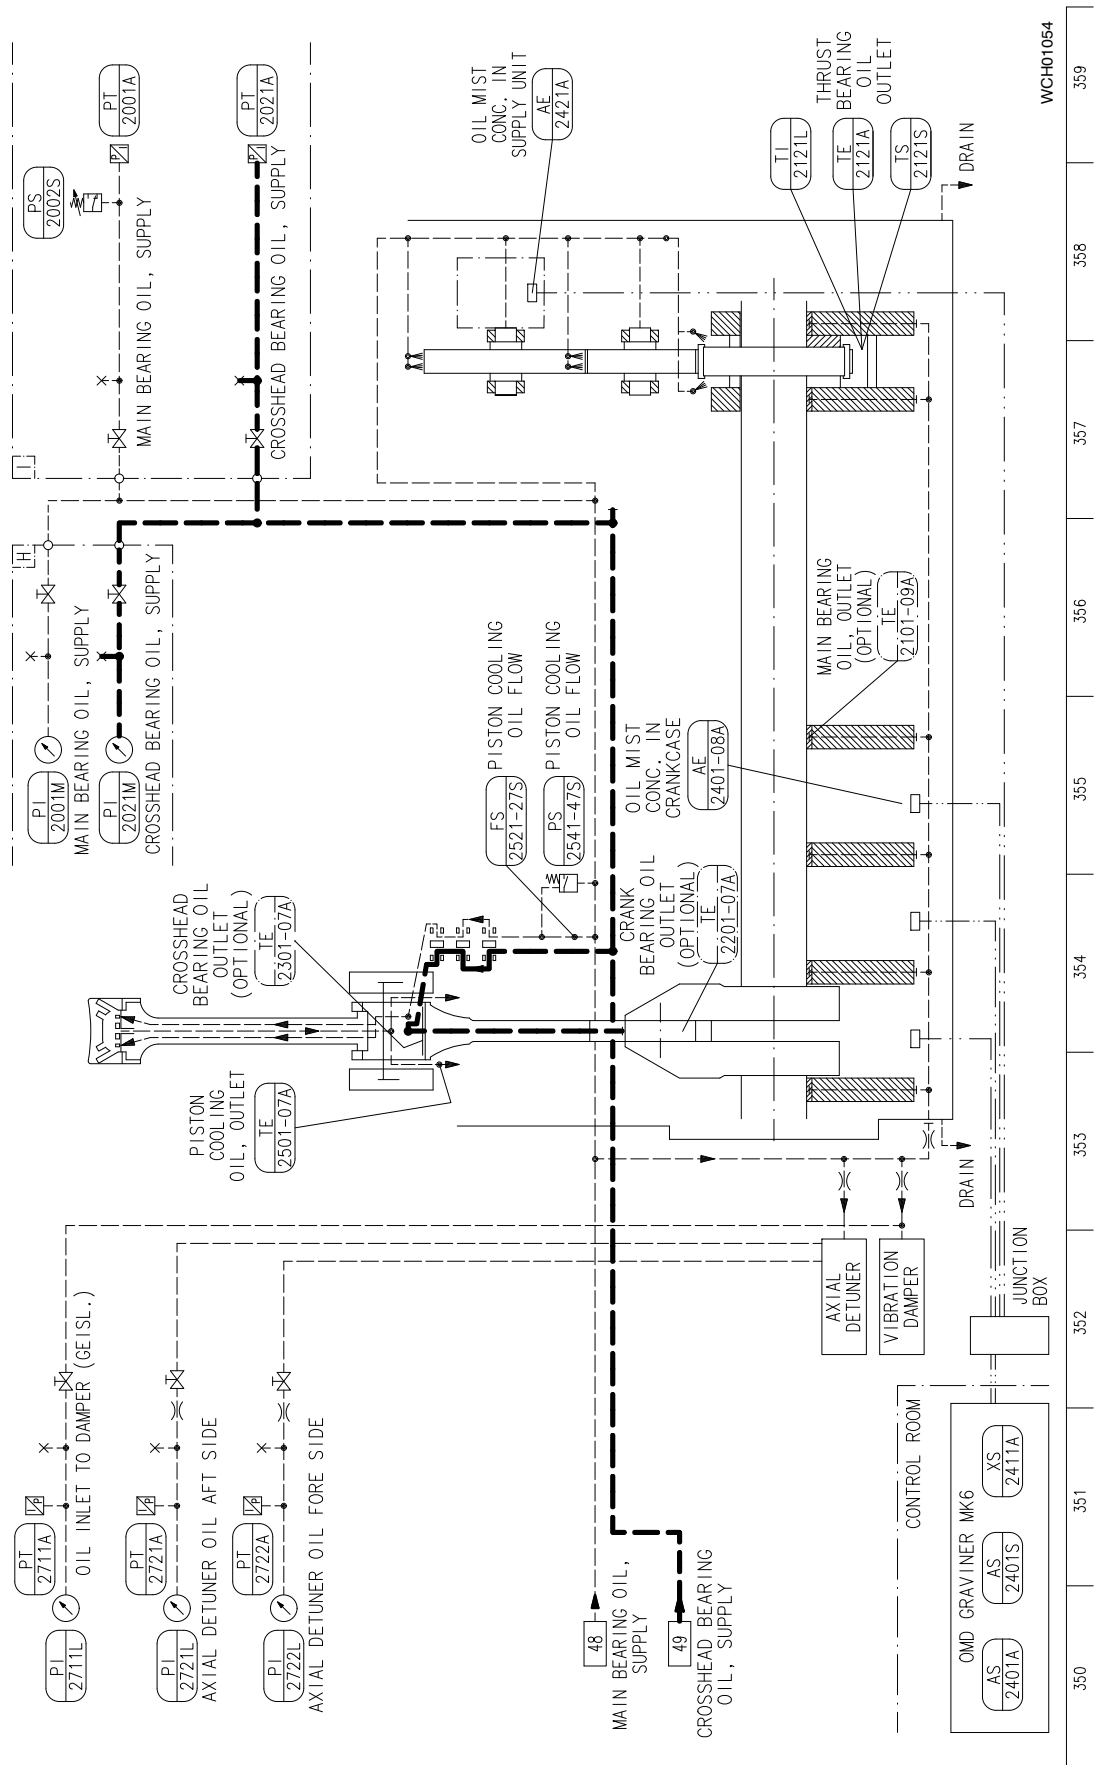 PI
2711L
PT
2711A
OIL INLET TO DAMPER (GEISL.)
PI
2721L
PT
2721A
AXIAL DETUNER OIL AFT SIDE
PI
2722L
PT
2722A
AXIAL DETUNER OIL FORE SIDE
PISTON
COOLING
OIL, OUTLET
TE
2501-07A
CROSSHEAD
BEARING OIL
OUTLET
(OPTIONAL)
TE
2301-07A
H
PI
2001M
MAIN BEARING OIL, SUPPLY
PI
2021M
CROSSHEAD BEARING OIL, SUPPLY
I
PS
2002S
PI
PT
2001A
MAIN BEARING OIL, SUPPLY
PI
PT
2021A
CROSSHEAD BEARING OIL, SUPPLY
FS
2521-27S
PISTON COOLING
OIL FLOW
PS
2541-47S
PISTON COOLING
OIL FLOW
OIL MIST
CONC. IN
SUPPLY UNIT
AE
2421A
48
MAIN BEARING OIL,
SUPPLY
49
CROSSHEAD BEARING
OIL, SUPPLY
CRANK
BEARING OIL
OUTLET
(OPTIONAL)
TE
2201-07A
OIL MIST
CONC. IN
CRANKCASE
AE
2401-08A
MAIN BEARING
OIL, OUTLET
(OPTIONAL)
TE
2101-09A
TI
2121L
TE
2121A
TS
2121S
THRUST
BEARING
OIL
OUTLET
DRAIN
AXIAL
DETUNER
VIBRATION
DAMPER
DRAIN
JUNCTION
BOX
CONTROL ROOM
OMD GRAVINER MK6
AS
2401A
AS
2401S
XS
2411A
WCH01054
350
351
352
353
354
355
356
357
358
359